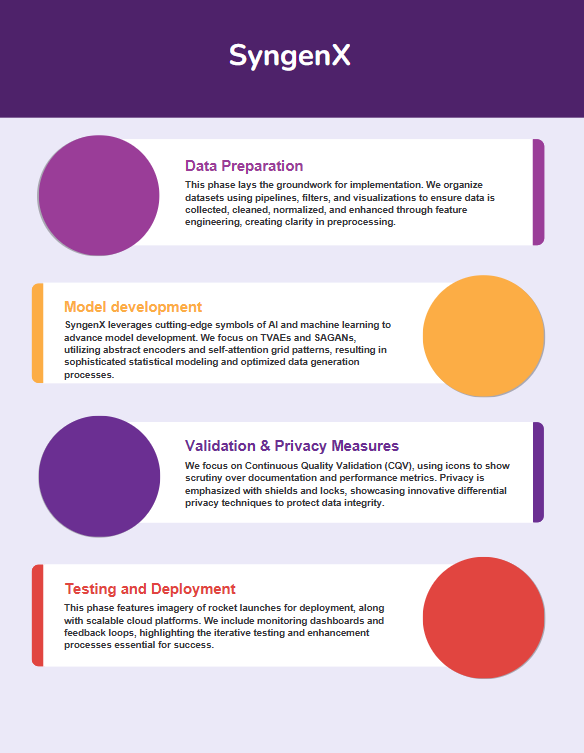 SyngenX
Data Preparation
This phase lays the groundwork for implementation. We organize
datasets using pipelines, filters, and visualizations to ensure data is
collected, cleaned, normalized, and enhanced through feature
engineering, creating clarity in preprocessing.
Model development
SyngenX leverages cutting-edge symbols of AI and machine learning to
advance model development. We focus on TVAEs and SAGANs,
utilizing abstract encoders and self-attention grid patterns, resulting in
sophisticated statistical modeling and optimized data generation
processes.
Validation & Privacy Measures
We focus on Continuous Quality Validation (CQV), using icons to show
scrutiny over documentation and performance metrics. Privacy is
emphasized with shields and locks, showcasing innovative differential
privacy techniques to protect data integrity.
Testing and Deployment
This phase features imagery of rocket launches for deployment, along
with scalable cloud platforms. We include monitoring dashboards and
feedback loops, highlighting the iterative testing and enhancement
processes essential for success.